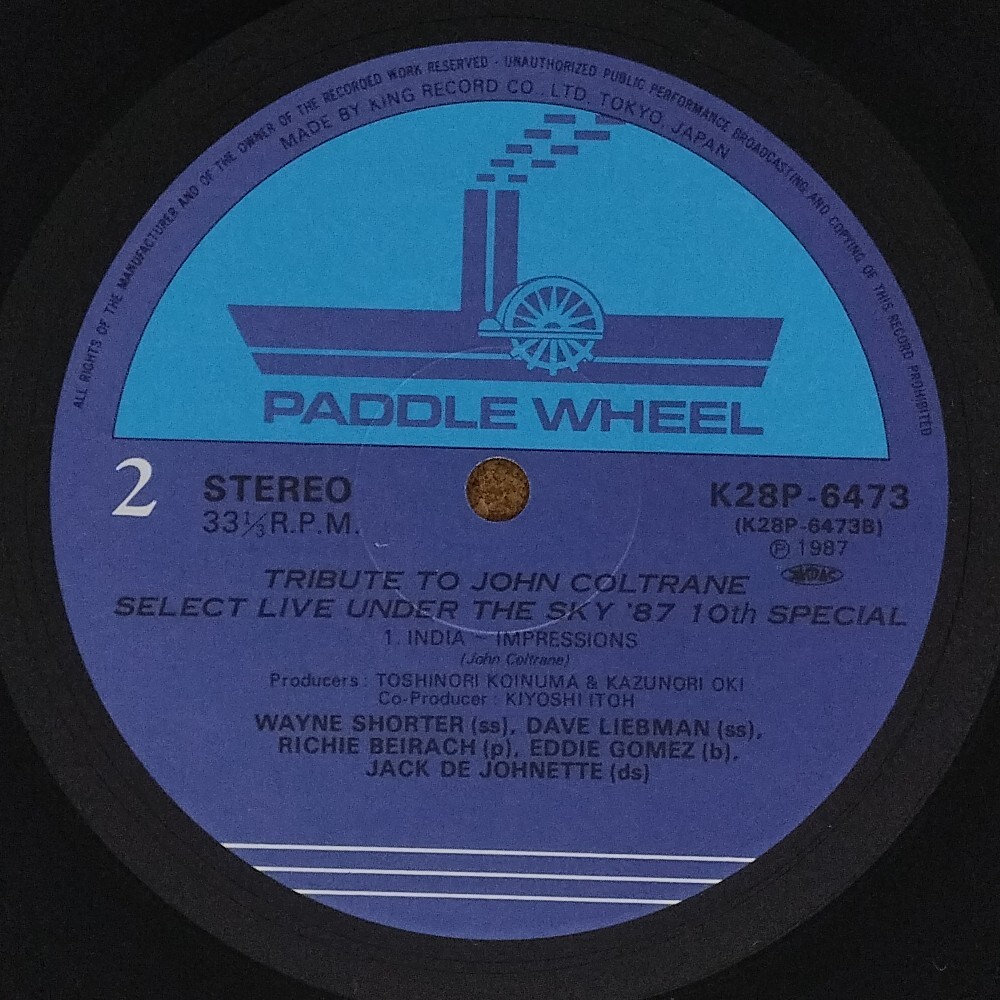 ALL RIGHTS OF THE MANUFACTURER AND OF THE OWNER OF THE RECORDED WORK RESERVED · UNAUTHORIZED PUBLIC PERFORMANCE BROADCASTING AND COPYING OF THIS RECORD PROHIBITED
MADE BY KING RECORD CO., LTD. TOKYO, JAPAN
PADDLE WHEEL
2 STEREO K28P-6473
33⅓ R.P.M. (K28P-6473B)
Ⓟ 1987
TRIBUTE TO JOHN COLTRANE
SELECT LIVE UNDER THE SKY '87 10th SPECIAL
1. INDIA ~ IMPRESSIONS
(John Coltrane)
Producers : TOSHINORI KOINUMA & KAZUNORI OKI
Co-Producer : KIYOSHI ITOH
WAYNE SHORTER (ss), DAVE LIEBMAN (ss),
RICHIE BEIRACH (p), EDDIE GOMEZ (b),
JACK DE JOHNETTE (ds)